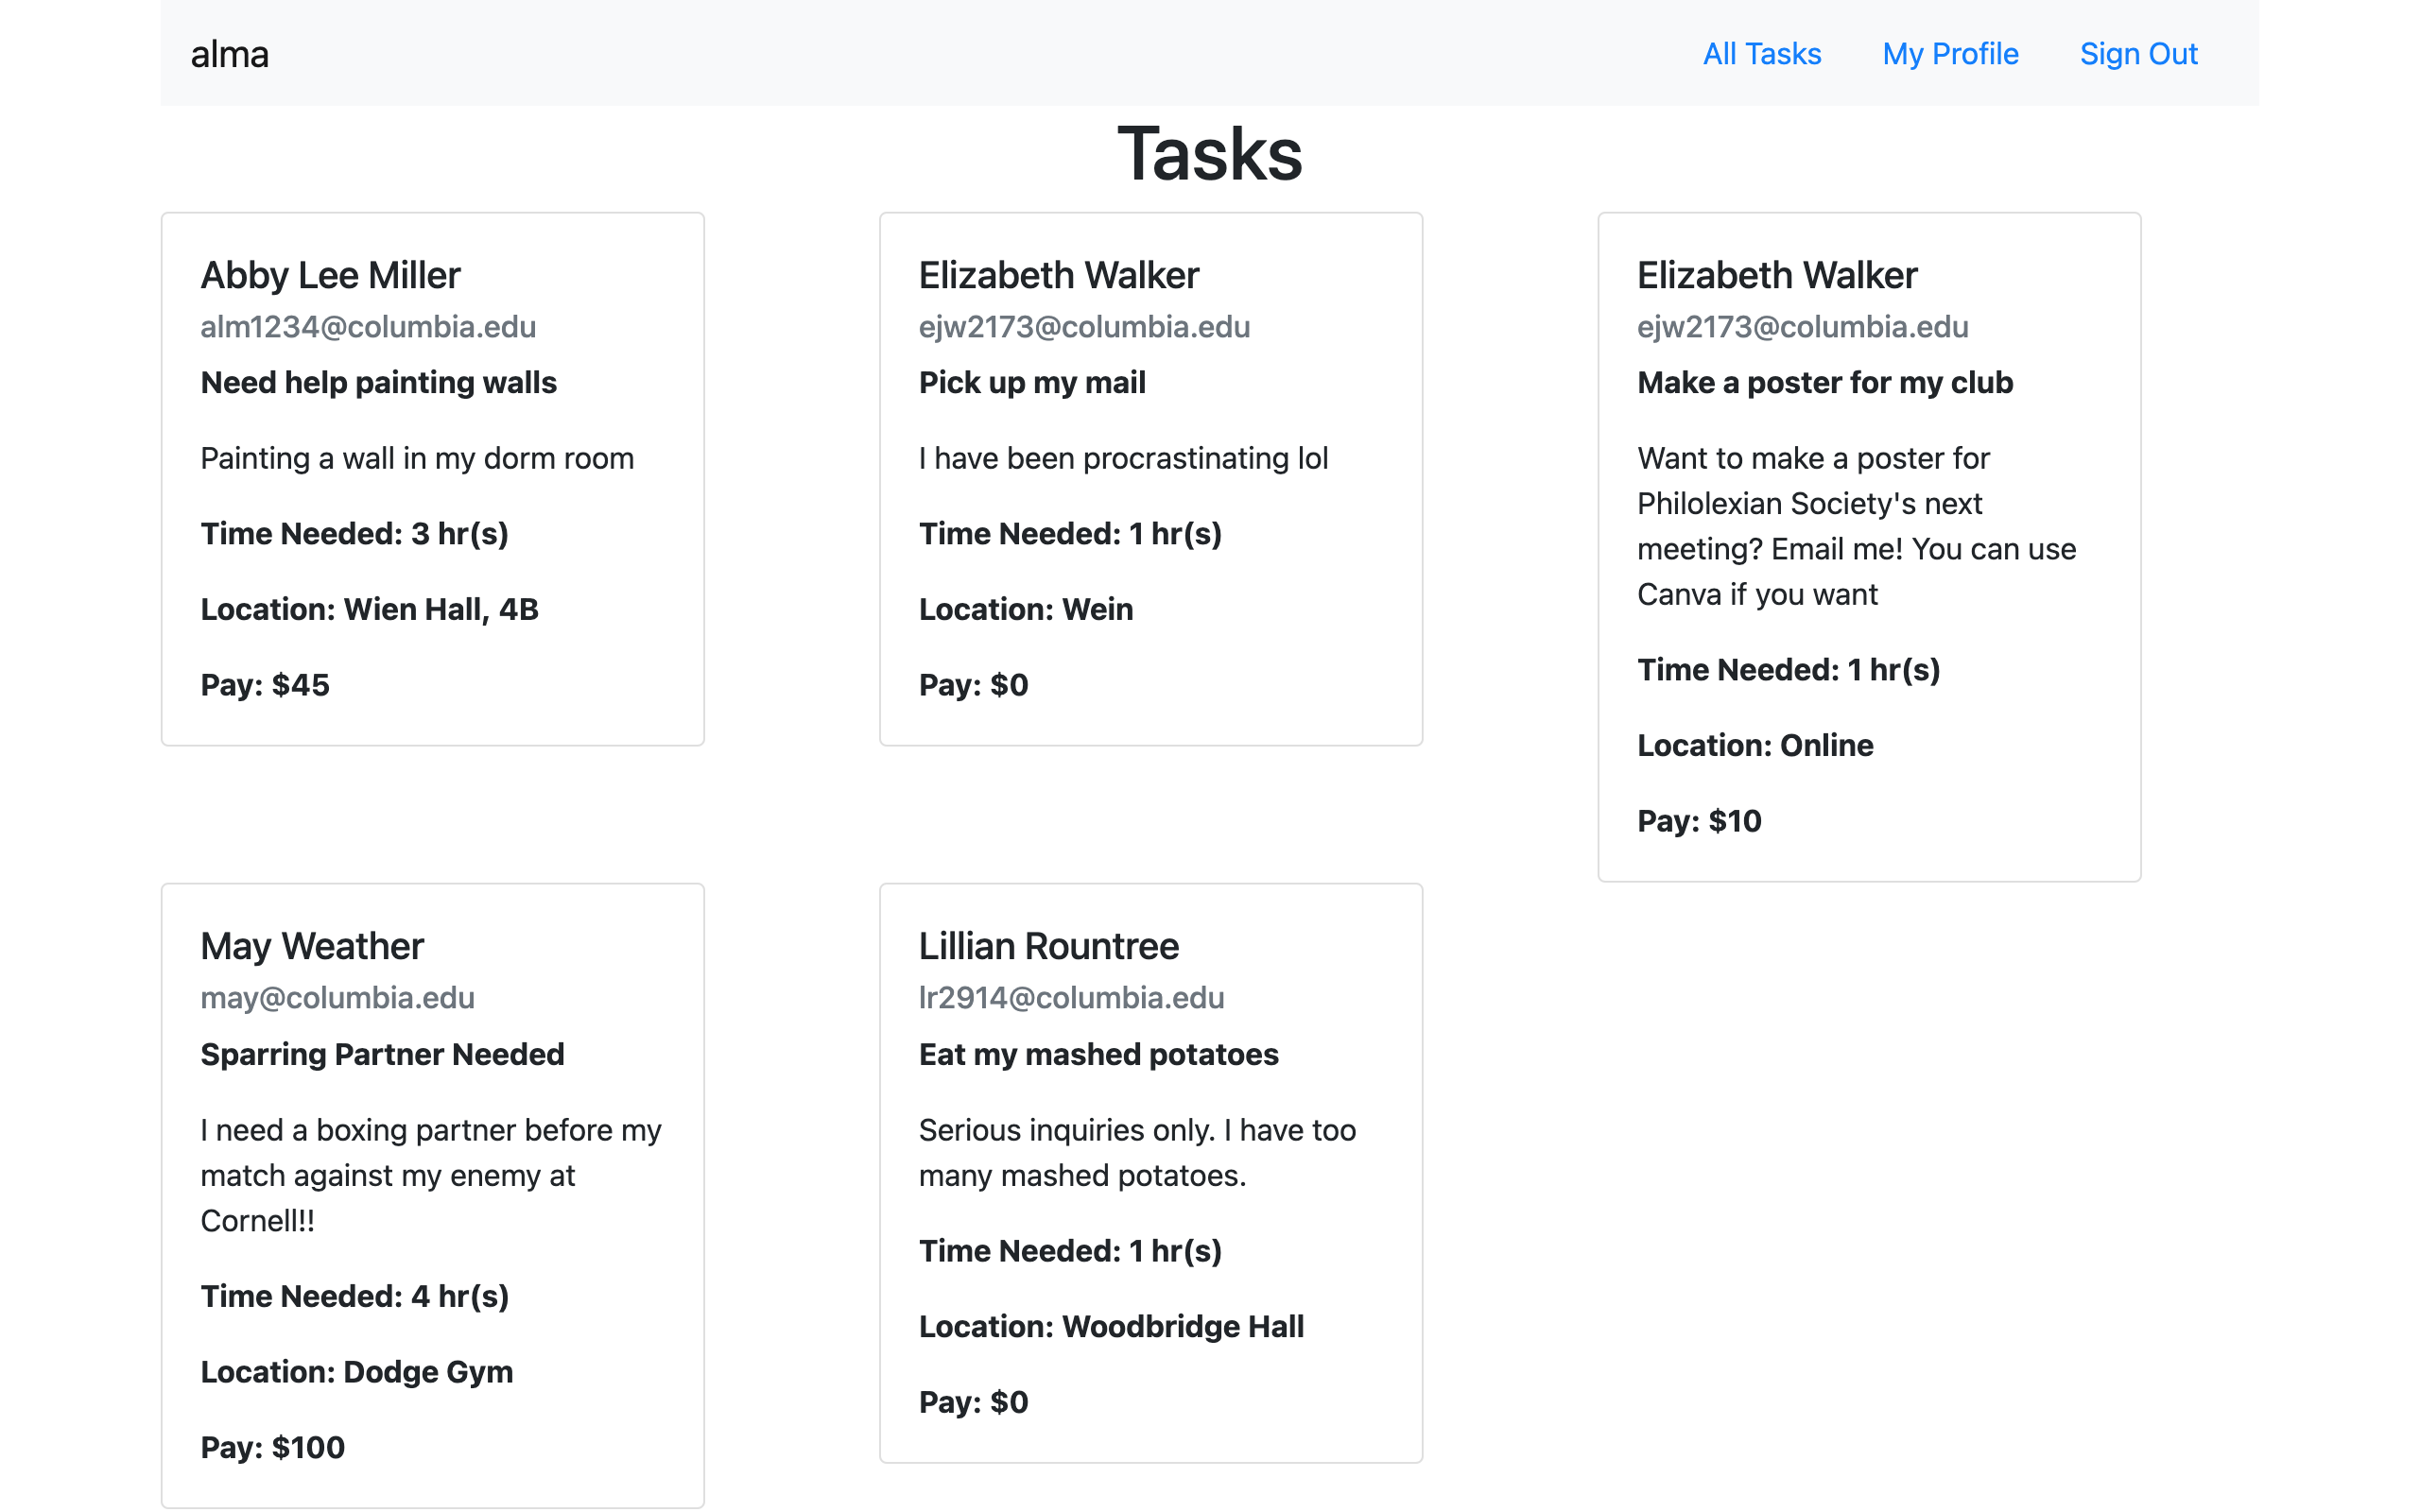 alma
All Tasks
My Profile
Sign Out
Tasks
Abby Lee Miller
alm1234@columbia.edu
Need help painting walls
Painting a wall in my dorm room
Time Needed: 3 hr(s)
Location: Wien Hall, 4B
Pay: $45
Elizabeth Walker
ejw2173@columbia.edu
Pick up my mail
I have been procrastinating lol
Time Needed: 1 hr(s)
Location: Wein
Pay: $0
Elizabeth Walker
ejw2173@columbia.edu
Make a poster for my club
Want to make a poster for
Philolexian Society's next
meeting? Email me! You can use
Canva if you want
Time Needed: 1 hr(s)
Location: Online
Pay: $10
May Weather
may@columbia.edu
Sparring Partner Needed
I need a boxing partner before my
match against my enemy at
Cornell!!
Time Needed: 4 hr(s)
Location: Dodge Gym
Pay: $100
Lillian Rountree
lr2914@columbia.edu
Eat my mashed potatoes
Serious inquiries only. I have too
many mashed potatoes.
Time Needed: 1 hr(s)
Location: Woodbridge Hall
Pay: $0